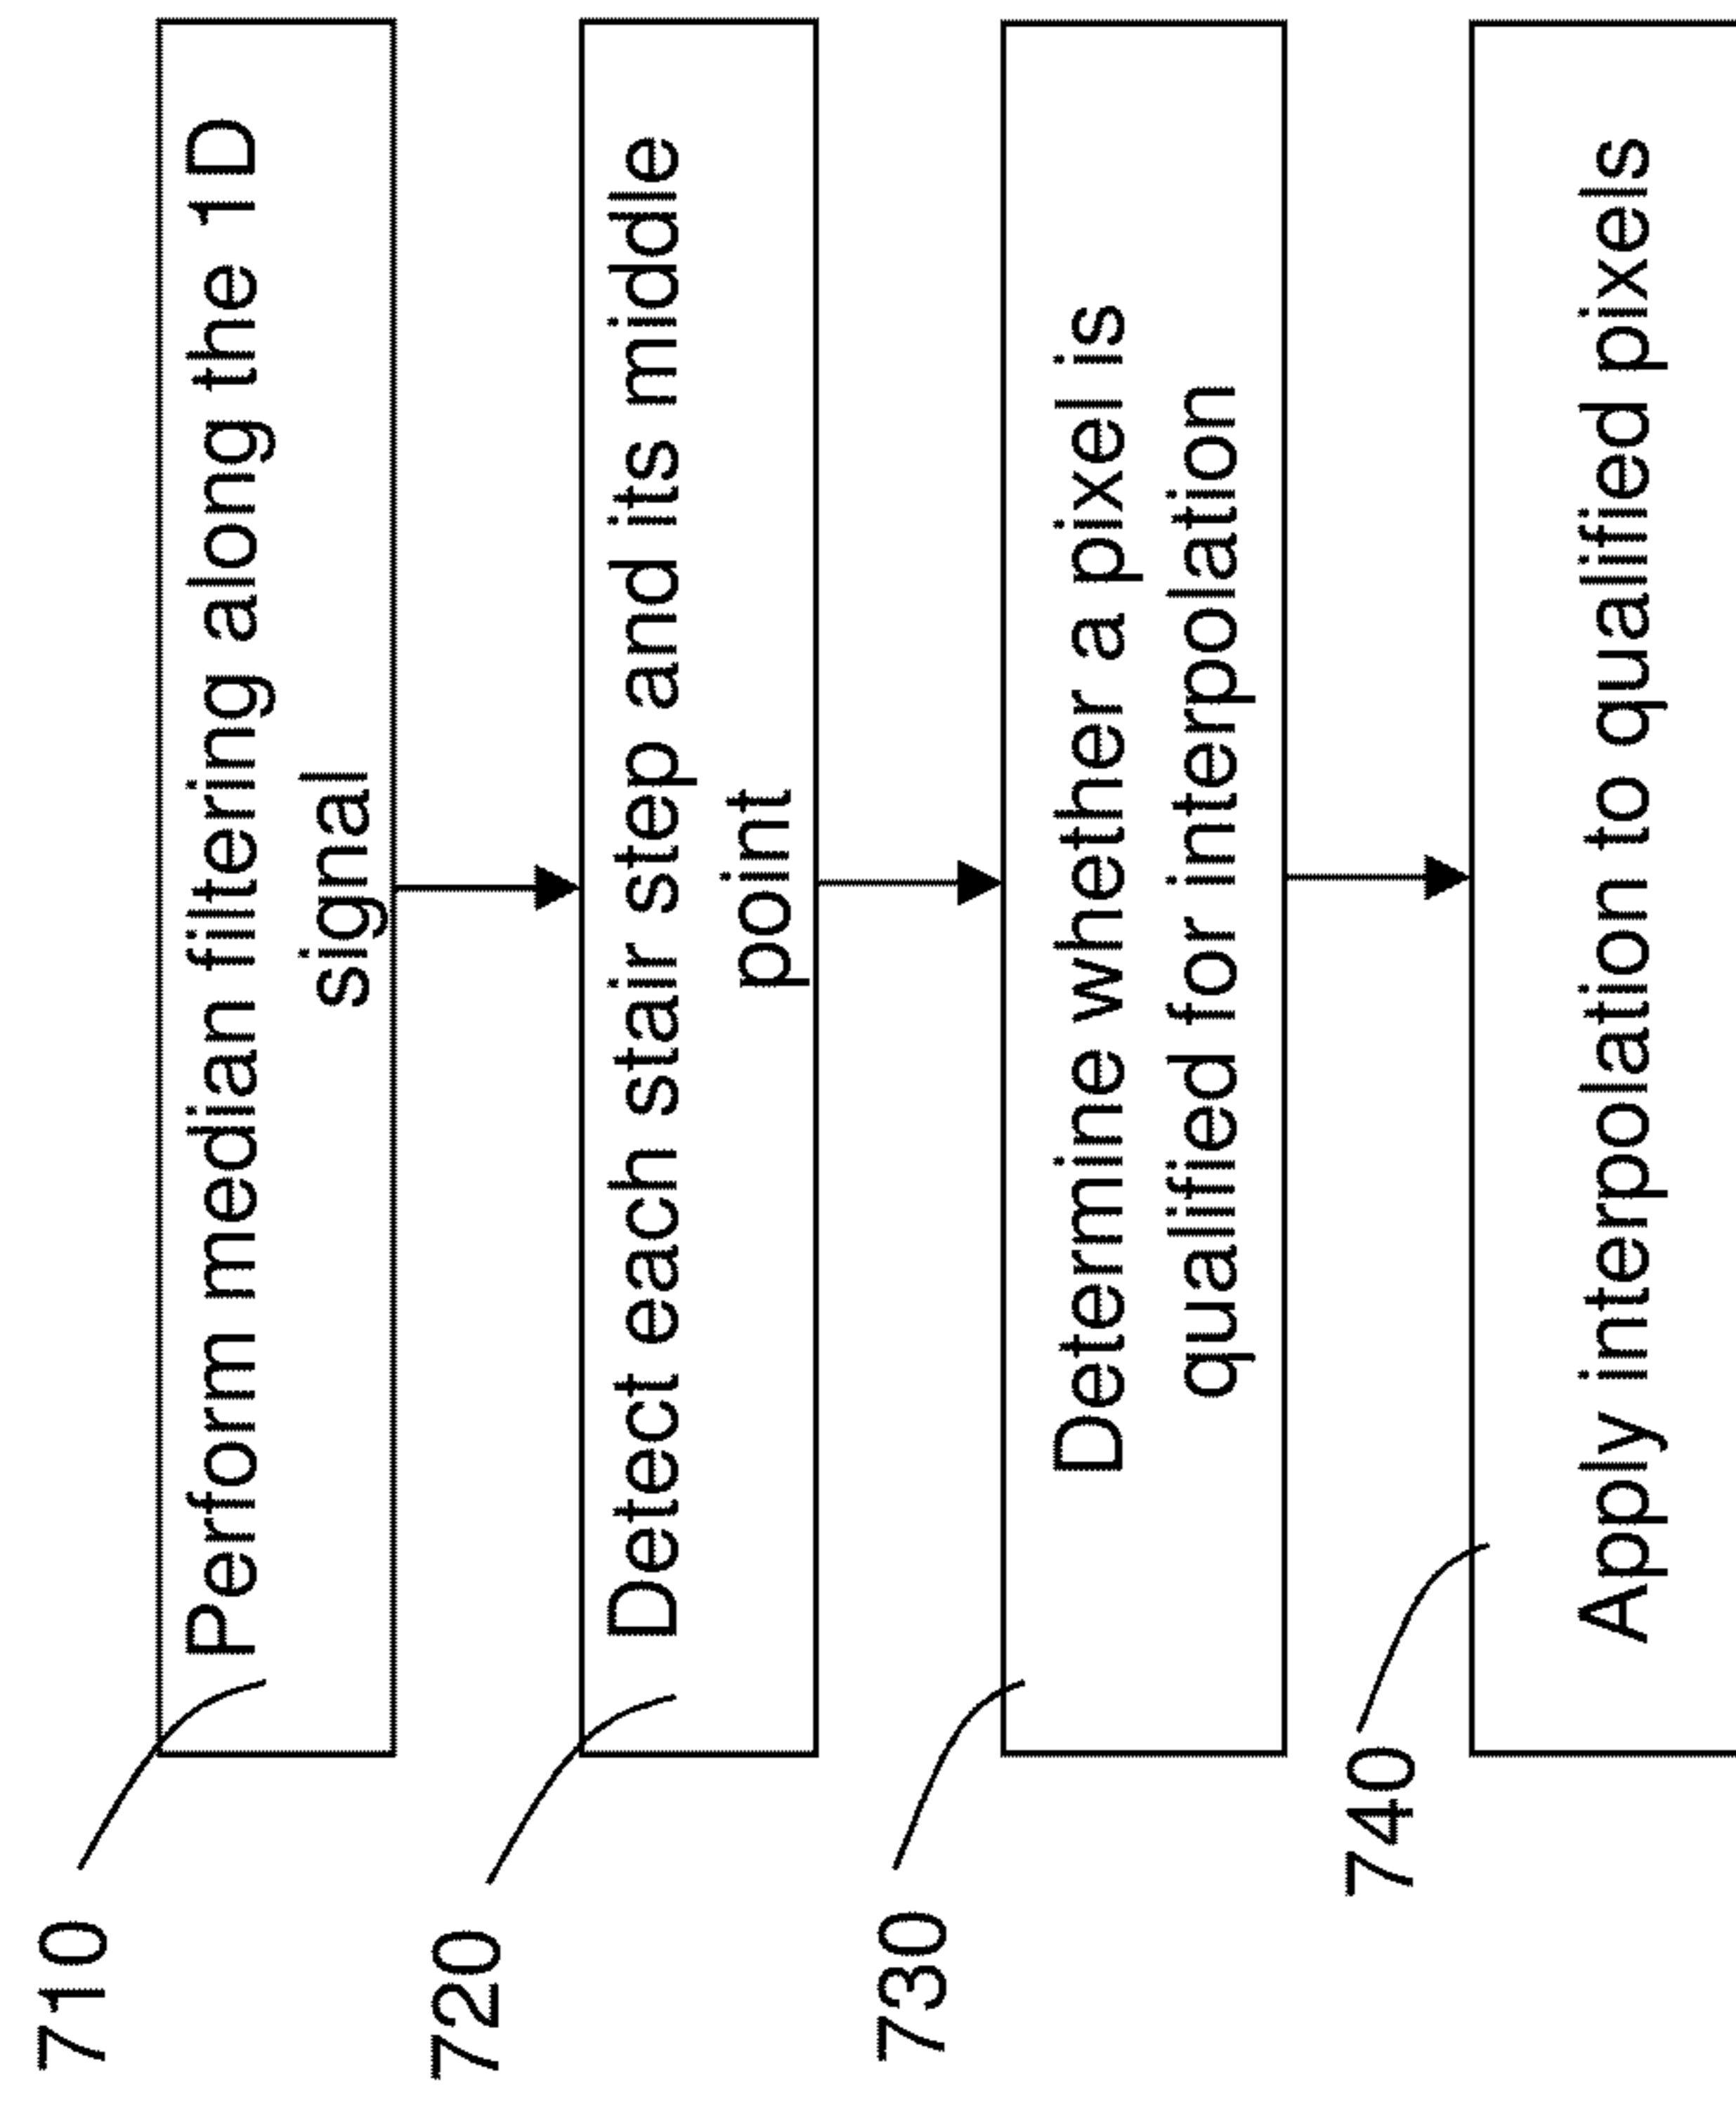 710
Perform median filtering along the 1D
signal
720
Detect each stair step and its middle
point
730
Determine whether a pixel is
qualified for interpolation
740
Apply interpolation to qualified pixels